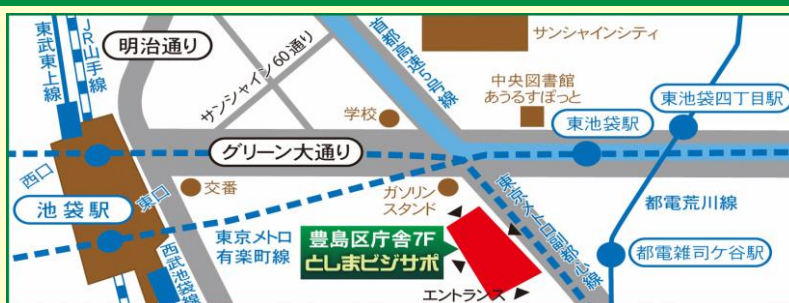 東武東上線
JR山手線
明治通り
サンシャイン60通り
首都高速5号線
サンシャインシティ
中央図書館
あうるすぽっと
学校
東池袋駅
東池袋四丁目駅
グリーン大通り
西口
東口
池袋駅
交番
ガソリン
スタンド
東京メトロ副都心線
都電荒川線
東京メトロ
有楽町線
豊島区庁舎7F
としまビジサポ
都電雑司ケ谷駅
西武池袋線
エントランス